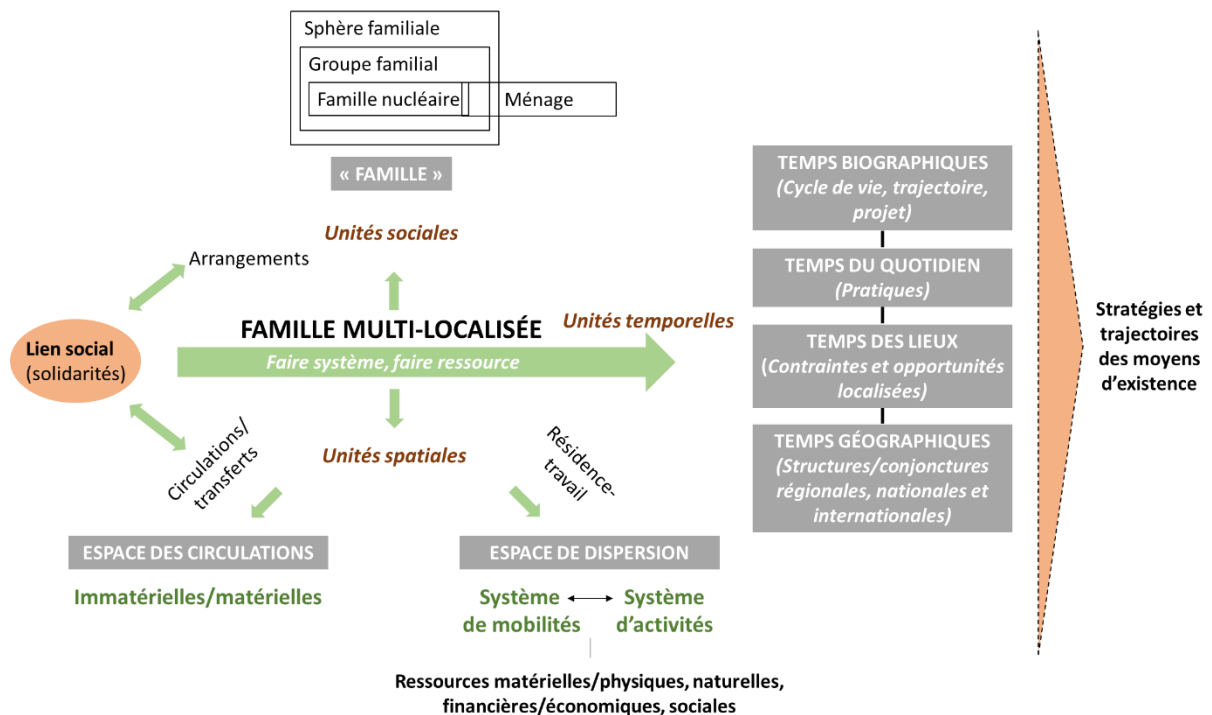 Sphère familiale
Groupe familial
Famille nucléaire
Ménage
« FAMILLE »
Unités sociales
Arrangements
Lien social
(solidarités)
FAMILLE MULTI-LOCALISÉE
Unités temporelles
Faire système, faire ressource
Circulations/
transferts
Unités spatiales
Résidence-
travail
ESPACE DES CIRCULATIONS
Immatérielles/matérielles
ESPACE DE DISPERSION
Système
de mobilités
Système
d’activités
Ressources matérielles/physiques, naturelles,
financières/économiques, sociales
TEMPS BIOGRAPHIQUES
(Cycle de vie, trajectoire,
projet)
TEMPS DU QUOTIDIEN
(Pratiques)
TEMPS DES LIEUX
(Contraintes et opportunités
localisées)
TEMPS GÉOGRAPHIQUES
(Structures/conjonctures
régionales, nationales et
internationales)
Stratégies et
trajectoires
des moyens
d’existence